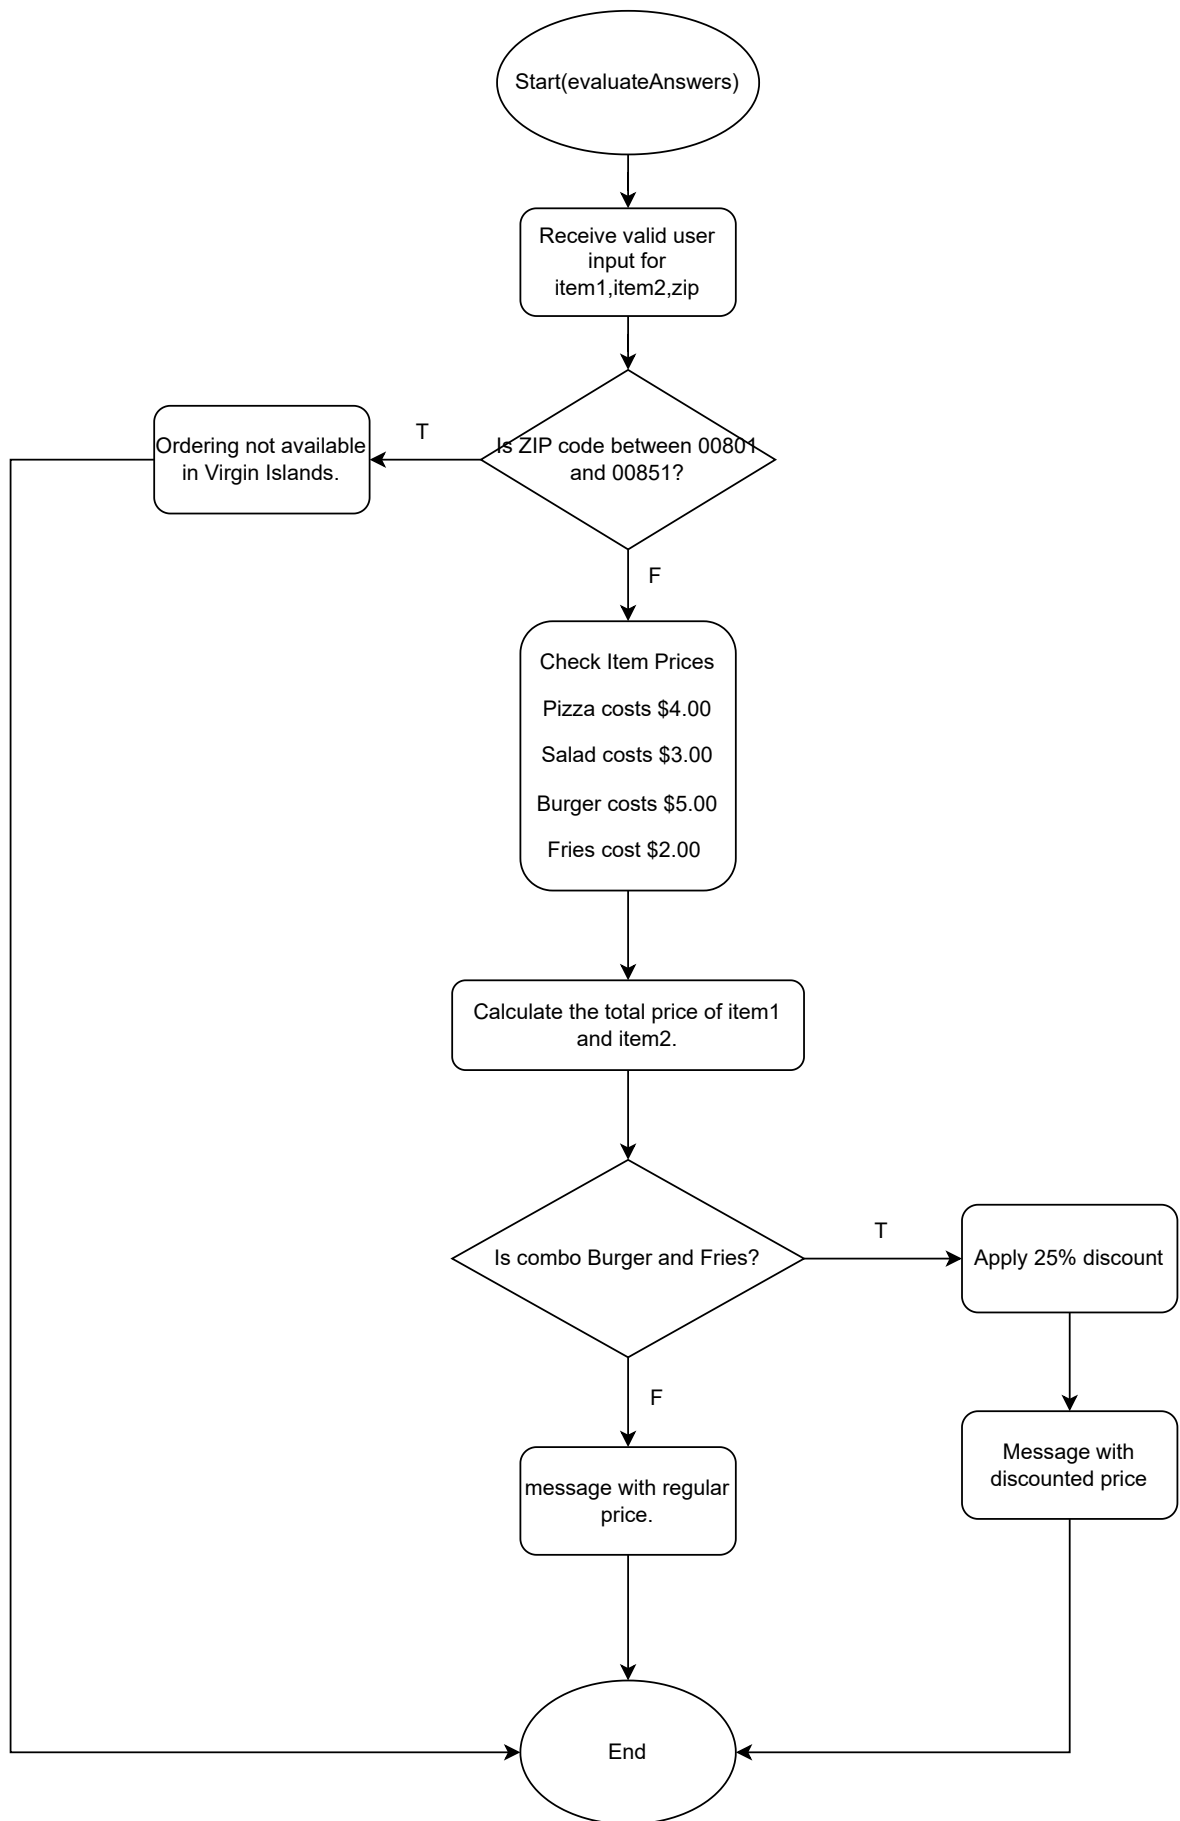 Start(evaluateAnswers)
Receive valid user
input for
item1,item2,zip
Is ZIP code between 00801
and 00851?
T
Ordering not available
in Virgin Islands.
F
Check Item Prices
Pizza costs $4.00
Salad costs $3.00
Burger costs $5.00
Fries cost $2.00
Calculate the total price of item1
and item2.
Is combo Burger and Fries?
T
Apply 25% discount
F
Message with
discounted price
message with regular
price.
End